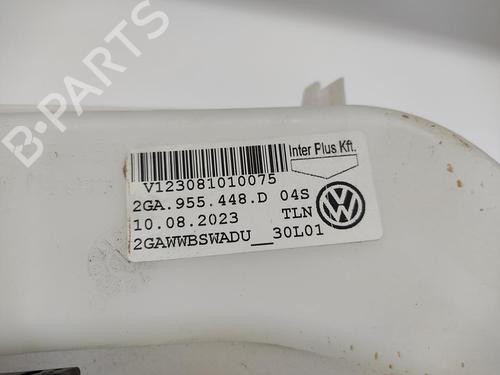 B-PARTS
Inter Plus Kft.
V123081010075
2GA.955.448.D 04S
10.08.2023 TLN
2GAWWBSWADU__30L01